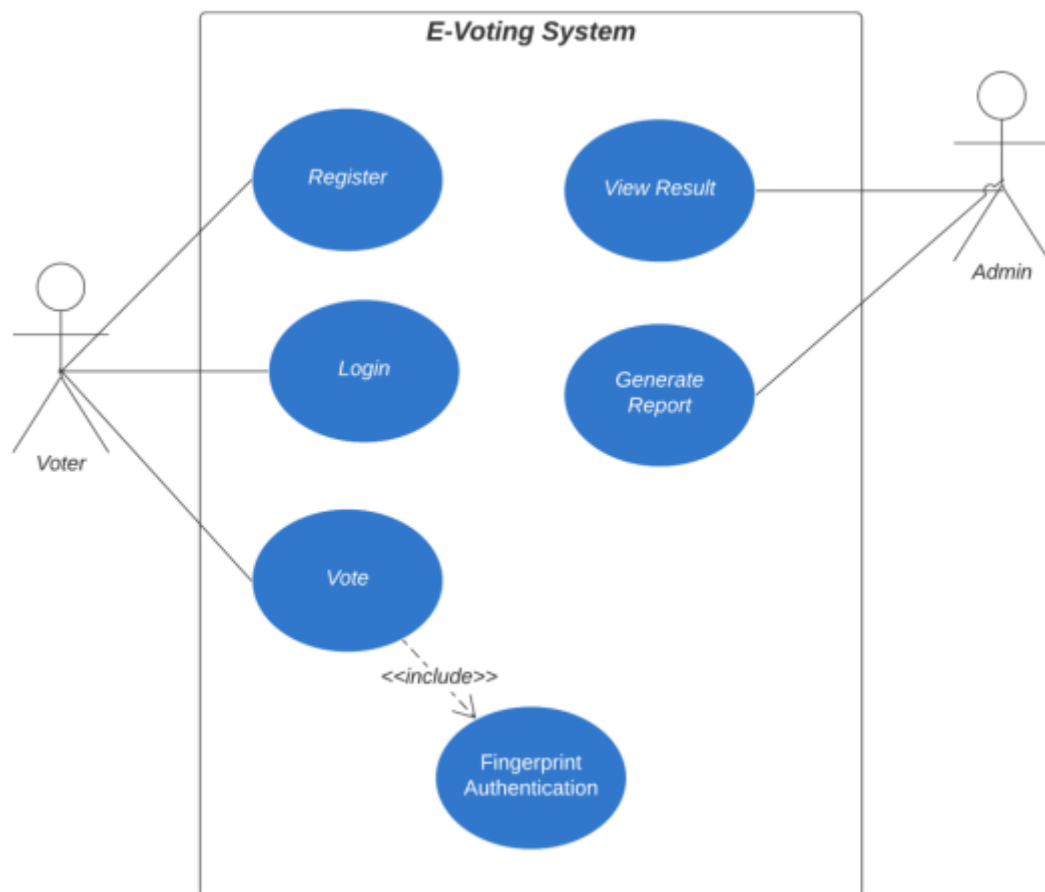 E-Voting System
Register
View Result
Admin
Login
Generate
Report
Voter
Vote
<<include>>
Fingerprint
Authentication